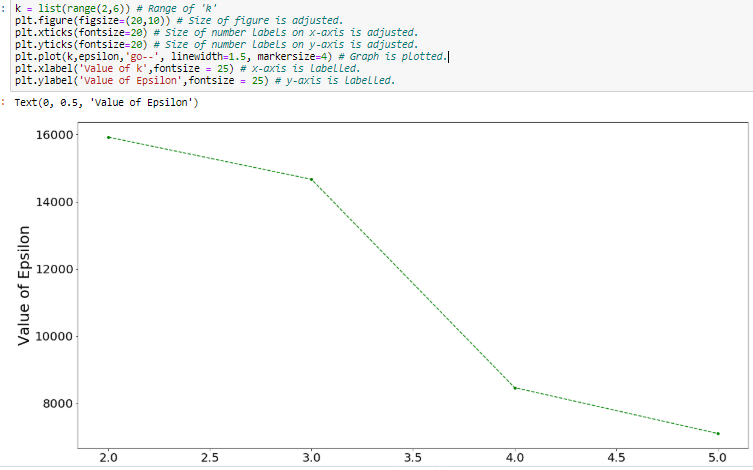 : k = list(range(2,6)) # Range of 'k'
plt.figure(figsize=(20,10)) # Size of figure is adjusted.
plt.xticks(fontsize=20) # Size of number labels on x-axis is adjusted.
plt.yticks(fontsize=20) # Size of number labels on y-axis is adjusted.
plt.plot(k,epsilon,'go--', linewidth=1.5, markersize=4) # Graph is plotted.
plt.xlabel('Value of k',fontsize = 25) # x-axis is labelled.
plt.ylabel('Value of Epsilon',fontsize = 25) # y-axis is labelled.
: Text(0, 0.5, 'Value of Epsilon')
16000
14000
12000
10000
8000
Value of Epsilon
2.0 2.5 3.0 3.5 4.0 4.5 5.0